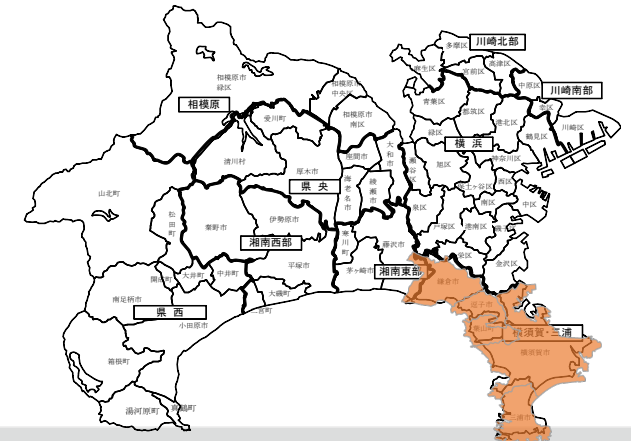 多摩区
川崎北部
麻生区
宮前区
高津区
中原区
川崎南部
幸区
川崎区
相模原市
緑区
相模原市
中央区
相模原
相模原市
南区
青葉区
都筑区
港北区
鶴見区
愛川町
緑区
横 浜
神奈川区
大和市
座間市
瀬谷区
旭区
保土ヶ谷区
西区
清川村
厚木市
県 央
海老名市
綾瀬市
泉区
南区
中区
山北町
松田町
秦野市
伊勢原市
寒川町
藤沢市
戸塚区
港南区
磯子区
湘南西部
栄区
金沢区
開成町
大井町
中井町
平塚市
茅ヶ崎市
湘南東部
鎌倉市
南足柄市
大磯町
二宮町
逗子市
県 西
小田原市
葉山町
横須賀・三浦
横須賀市
箱根町
湯河原町
真鶴町
三浦市